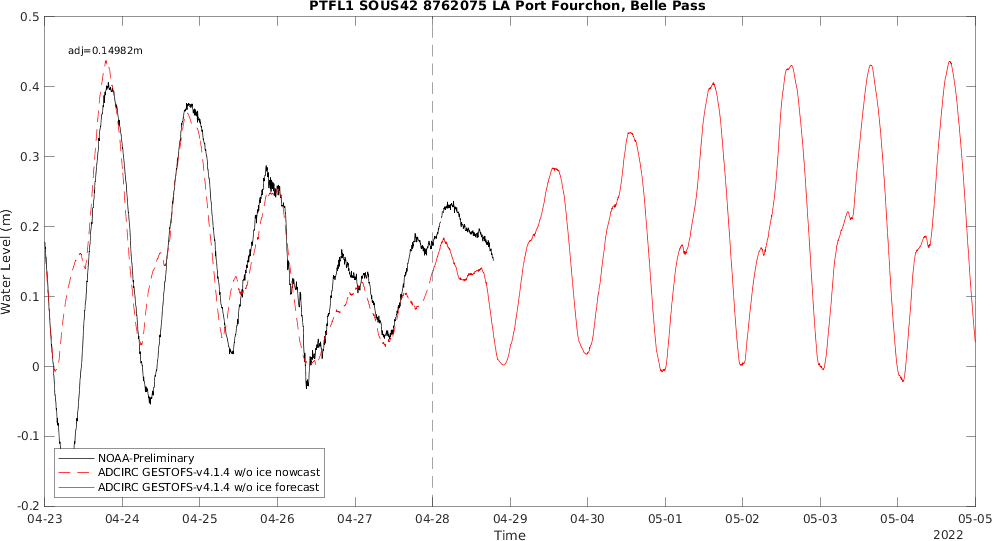 PTFL1 SOUS42 8762075 LA Port Fourchon, Belle Pass
adj=0.14982m
0.5
0.4
0.3
0.2
0.1
0
-0.1
-0.2
Water Level (m)
NOAA-Preliminary
ADCIRC GESTOFS-v4.1.4 w/o ice nowcast
ADCIRC GESTOFS-v4.1.4 w/o ice forecast
04-23 04-24 04-25 04-26 04-27 04-28 04-29 04-30 05-01 05-02 05-03 05-04 05-05
Time
2022